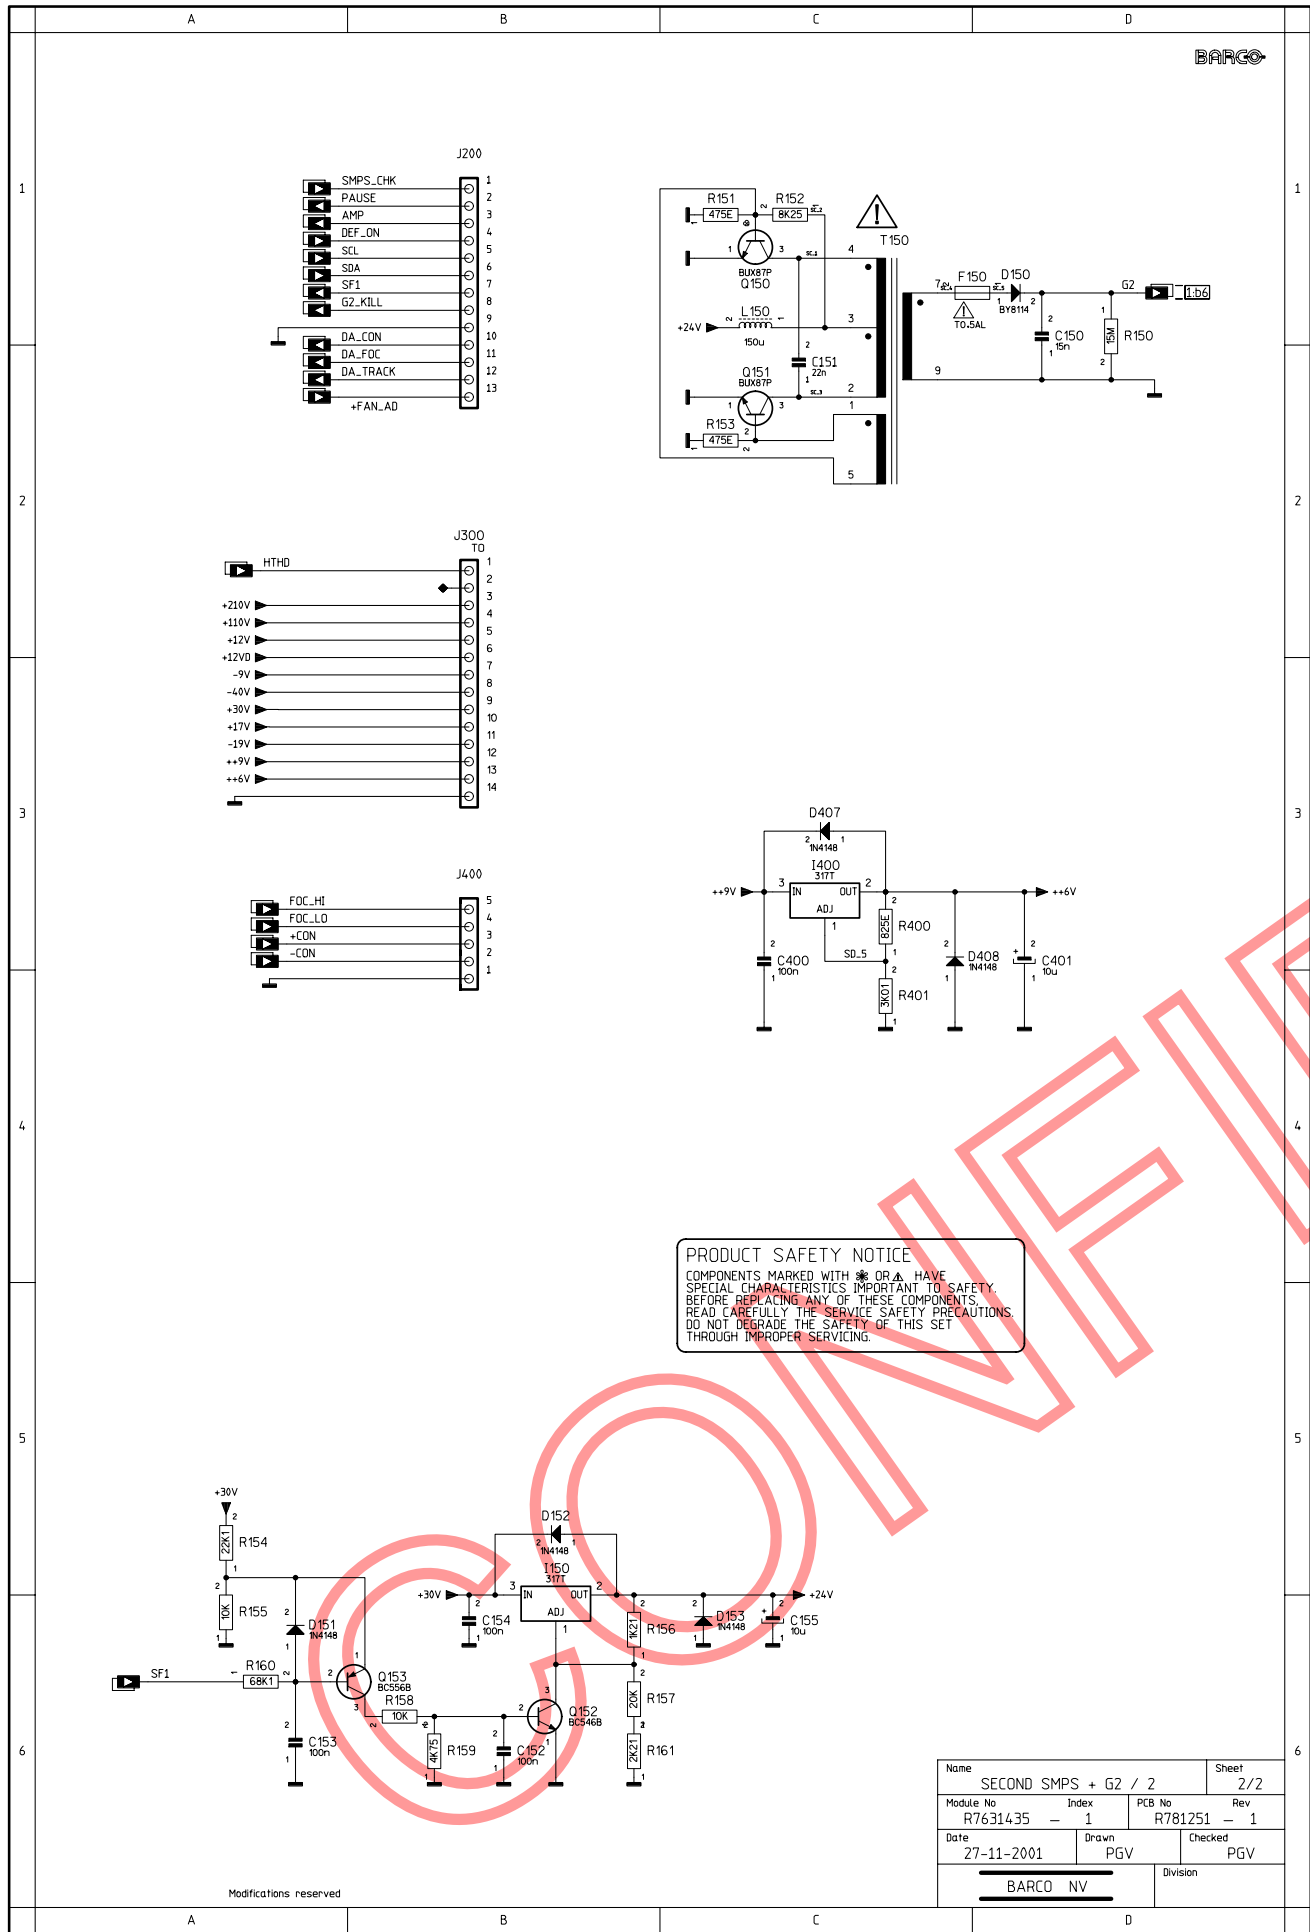 A B C D
BARCO
1 1
J200
SMPS_CHK 1
PAUSE 2
AMP 3
DEF_ON 4
SCL 5
SDA 6
SF1 7
G2_KILL 8
9
DA_CON 10
DA_FOC 11
DA_TRACK 12
+FAN_AD 13
R151 475E
R152 8K25
BUX87P
Q150
+24V
L150
150u
C151
22n
Q151
BUX87P
R153
475E
T150
4
3
2
1
5
7
9
F150
T0.5AL
D150
BY8114
G2
1:b6
C150
15n
15M
R150
2 2
J300
TO
HTHD 1
2
+210V 3
+110V 4
+12V 5
+12VD 6
-9V 7
-40V 8
+30V 9
+17V 10
-19V 11
++9V 12
++6V 13
14
3 3
J400
FOC_HI 5
FOC_LO 4
+CON 3
-CON 2
1
D407
2 1N4148 1
I400
317T
++9V 3 IN OUT 2 ++6V
ADJ
1
825E R400
SD_5
C400
100n
3K01 R401
D408
1N4148
C401
10u
4 4
PRODUCT SAFETY NOTICE
COMPONENTS MARKED WITH OR HAVE
SPECIAL CHARACTERISTICS IMPORTANT TO SAFETY.
BEFORE REPLACING ANY OF THESE COMPONENTS,
READ CAREFULLY THE SERVICE SAFETY PRECAUTIONS.
DO NOT DEGRADE THE SAFETY OF THIS SET
THROUGH IMPROPER SERVICING.
CONFI
5 5
+30V
22K1 R154
10K R155
D151
1N4148
SF1
R160
68K1
Q153
BC556B
C153
100n
R158
10K
4K75 R159
C152
100n
Q152
BC546B
D152
2 1N4148 1
I150
317T
+30V 3 IN OUT 2 +24V
ADJ
1
C154
100n
1K21 R156
D153
1N4148
C155
10u
20K R157
2K21 R161
6 6
Name Sheet
SECOND SMPS + G2 / 2 2/2
Module No Index PCB No Rev
R7631435 — 1 R781251 — 1
Date Drawn Checked
27-11-2001 PGV PGV
BARCO NV Division
Modifications reserved
A B C D